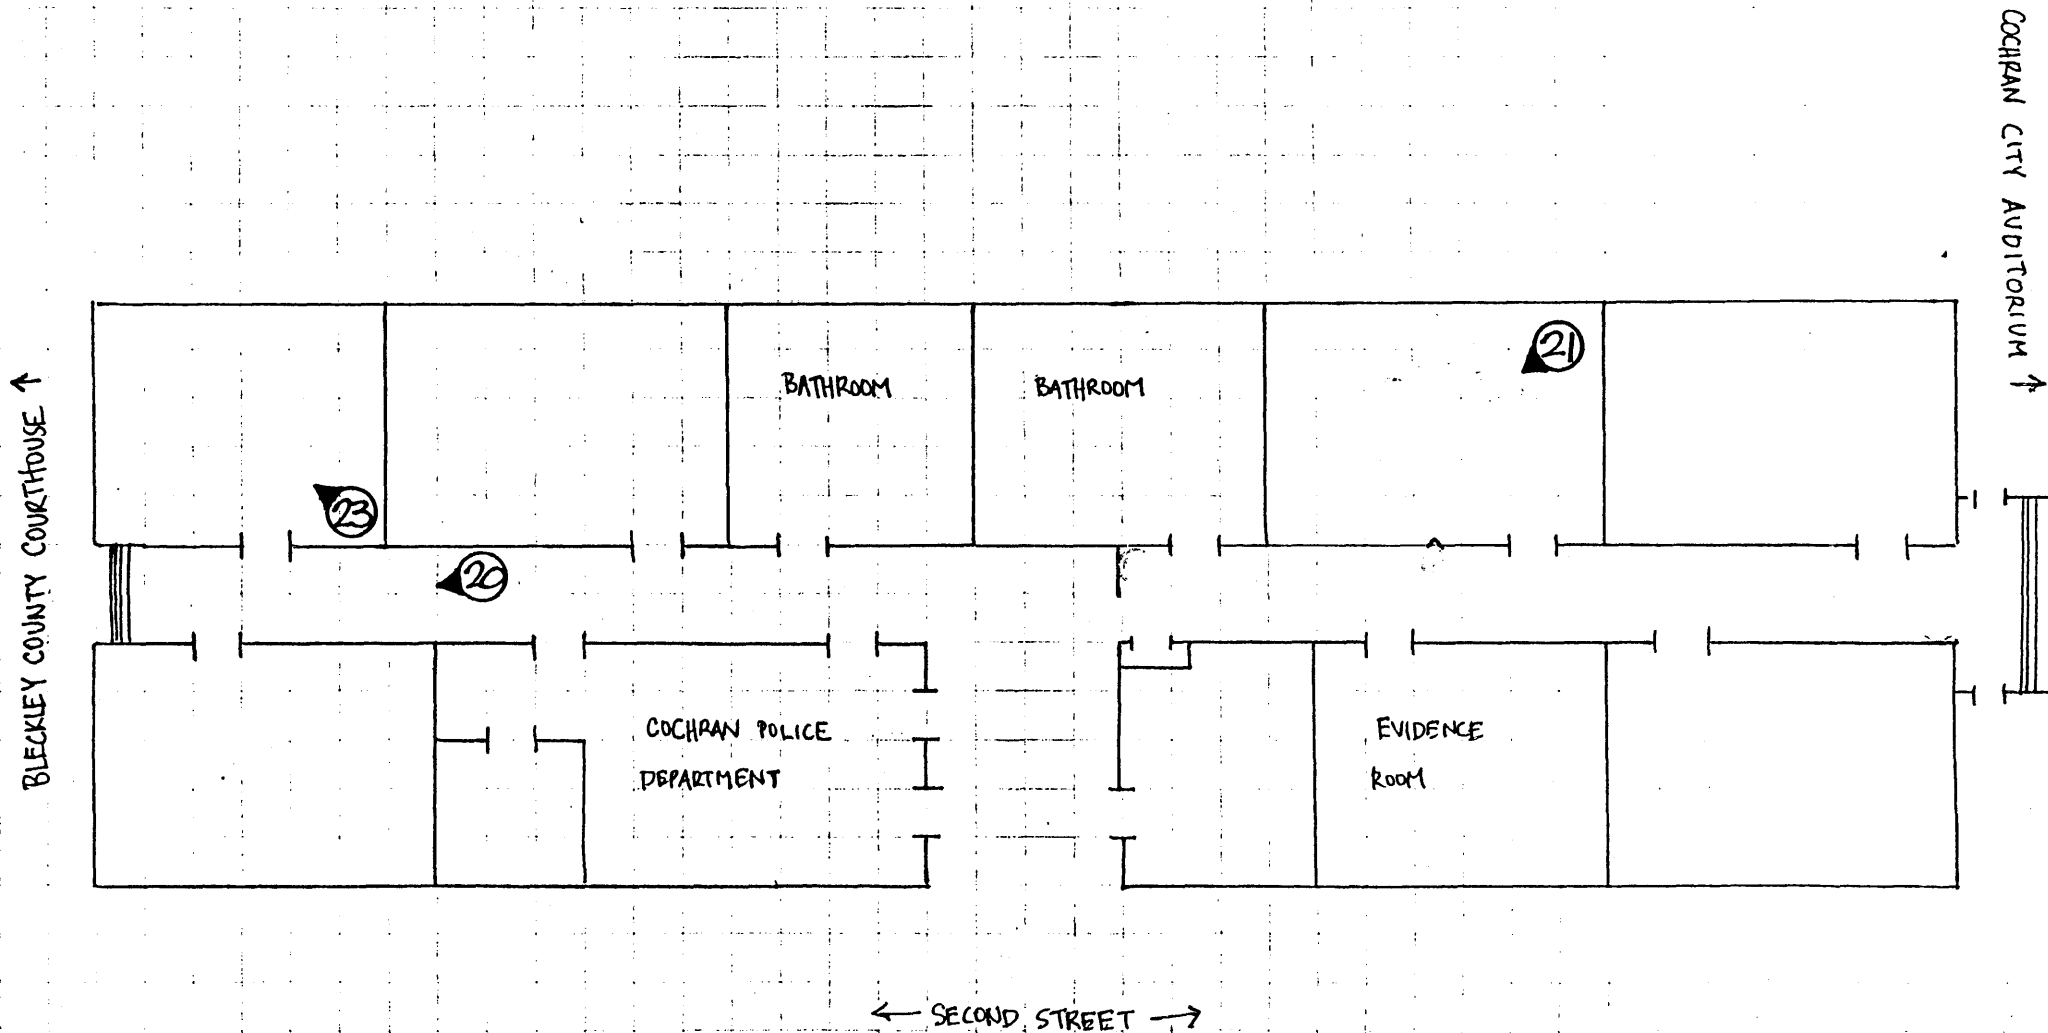 COCHRAN CITY AUDITORIUM →
BLECKLEY COUNTY COURTHOUSE →
BATHROOM
BATHROOM
21
23
20
COCHRAN POLICE
DEPARTMENT
EVIDENCE
ROOM
← SECOND STREET →